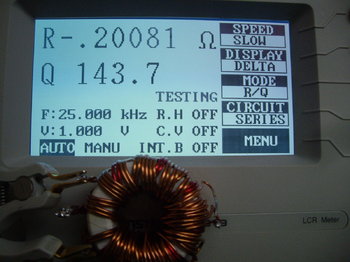 R-.20081 Ω
Q 143.7
TESTING
F:25.000 kHz R.H OFF
V:1.000 V C.V OFF
AUTO MANU INT.B OFF
SPEED
SLOW
DISPLAY
DELTA
MODE
R/Q
CIRCUIT
SERIES
MENU
LCR Meter